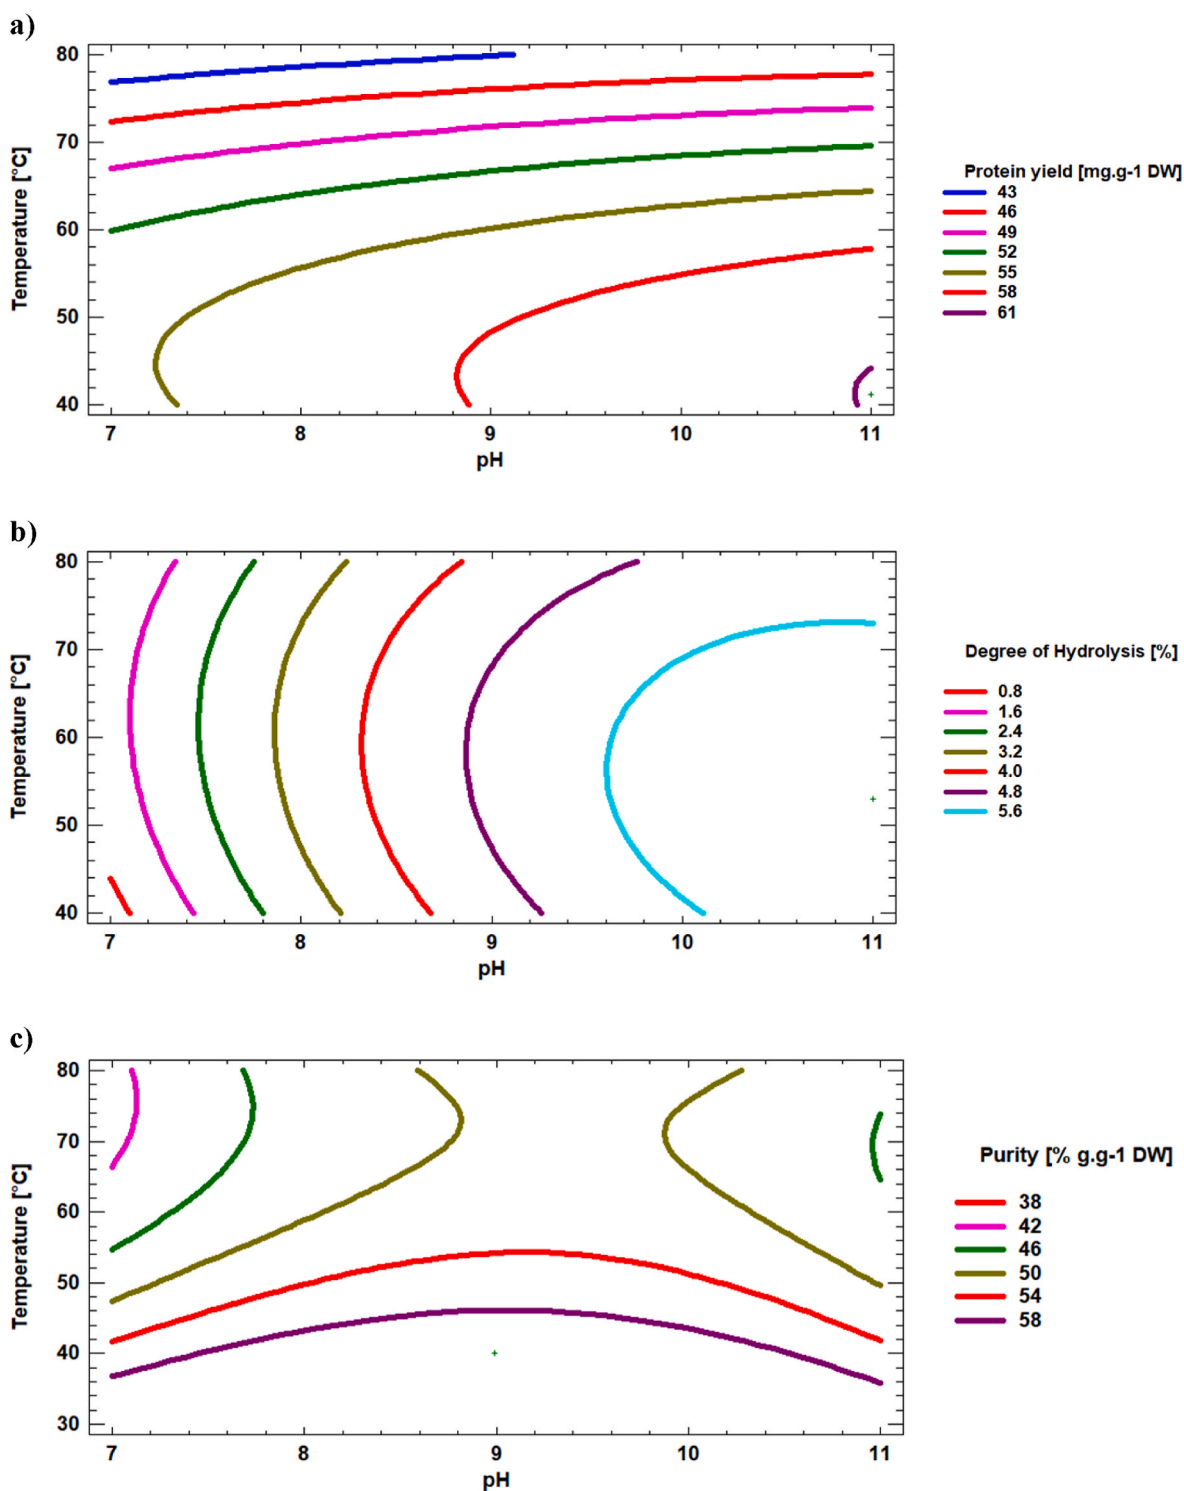 a)
80
70
60
50
40
Temperature [°C]
7 8 9 10 11
pH
Protein yield [mg.g-1 DW]
43
46
49
52
55
58
61
b)
80
70
60
50
40
Temperature [°C]
7 8 9 10 11
pH
Degree of Hydrolysis [%]
0.8
1.6
2.4
3.2
4.0
4.8
5.6
c)
80
70
60
50
40
30
Temperature [°C]
7 8 9 10 11
pH
Purity [% g.g-1 DW]
38
42
46
50
54
58